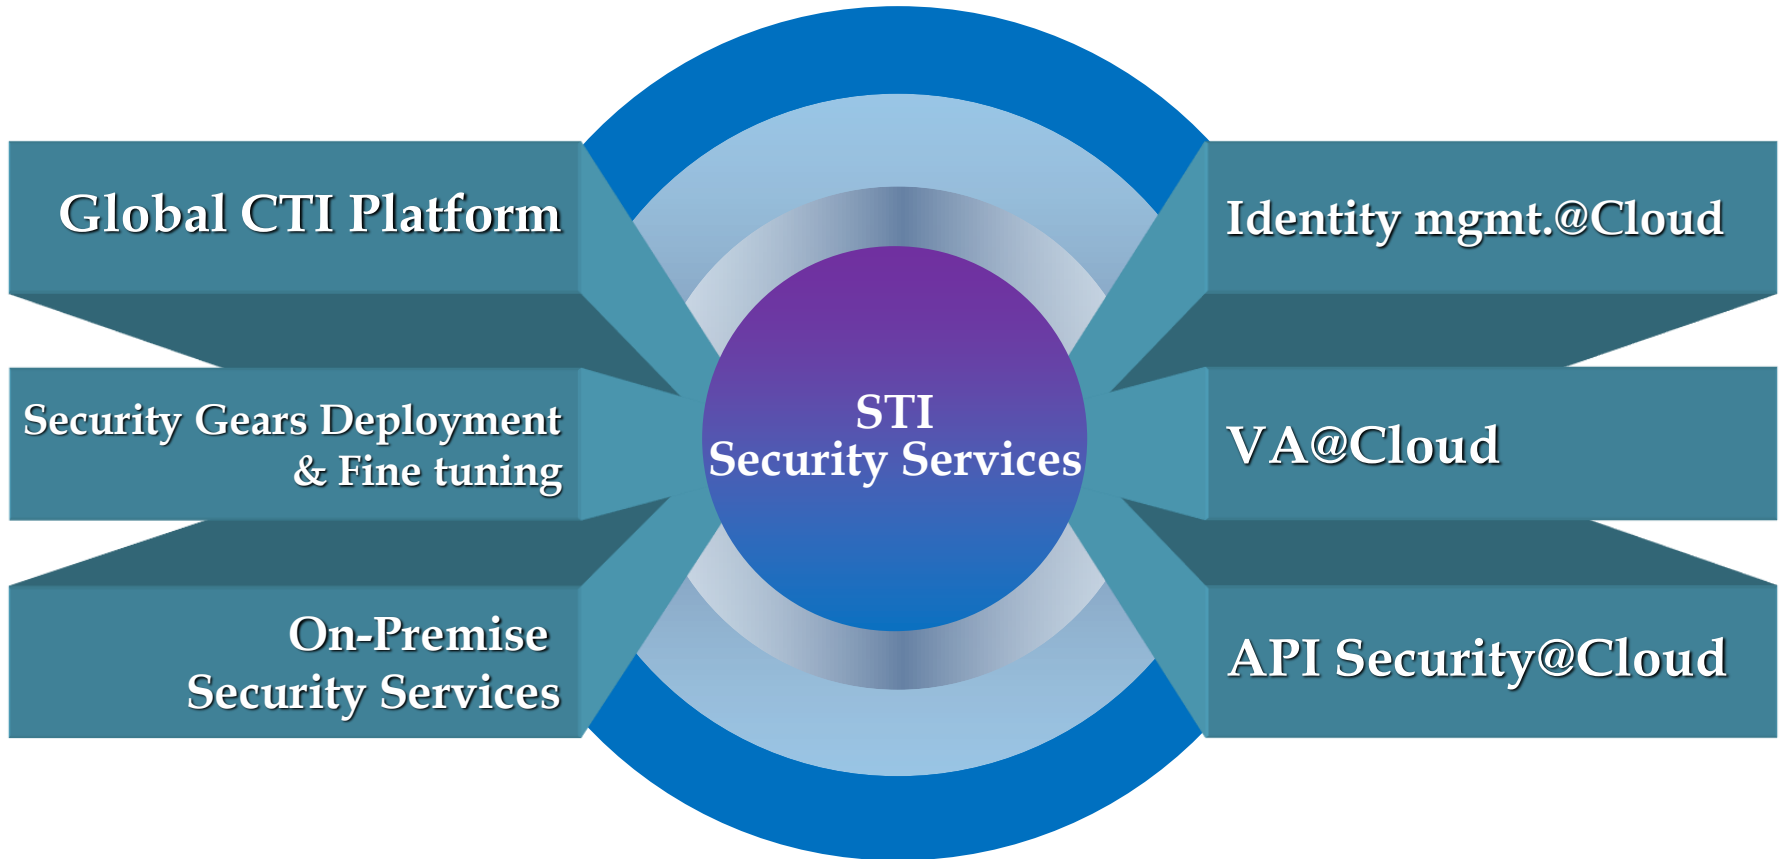 Global CTI Platform
Security Gears Deployment
& Fine tuning
On-Premise
Security Services
STI
Security Services
Identity mgmt.@Cloud
VA@Cloud
API Security@Cloud